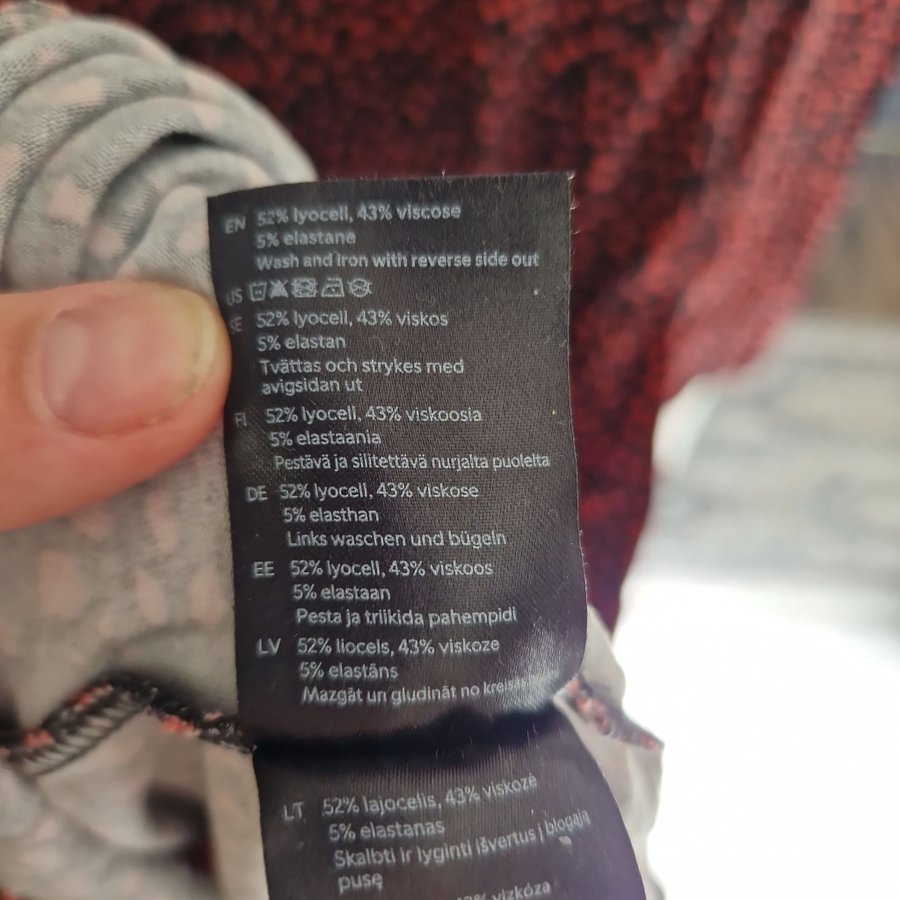 EN 52% lyocell, 43% viscose
5% elastane
Wash and iron with reverse side out
US
SE 52% lyocell, 43% viskos
5% elastan
Tvättas och strykes med
avigsidan ut
FI 52% lyocell, 43% viskoosia
5% elastaania
Pestävä ja silitettävä nurjalta puolelta
DE 52% lyocell, 43% viskose
5% elasthan
Links waschen und bügeln
EE 52% lyocell, 43% viskoos
5% elastaan
Pesta ja triikida pahempidi
LV 52% liocels, 43% viskoze
5% elastāns
Mazgāt un gludināt no
LT 52% lajocelis, 43% viskozė
5% elastanas
Skalbti ir lyginti išvertus į blogąją
pusę
vizkóza